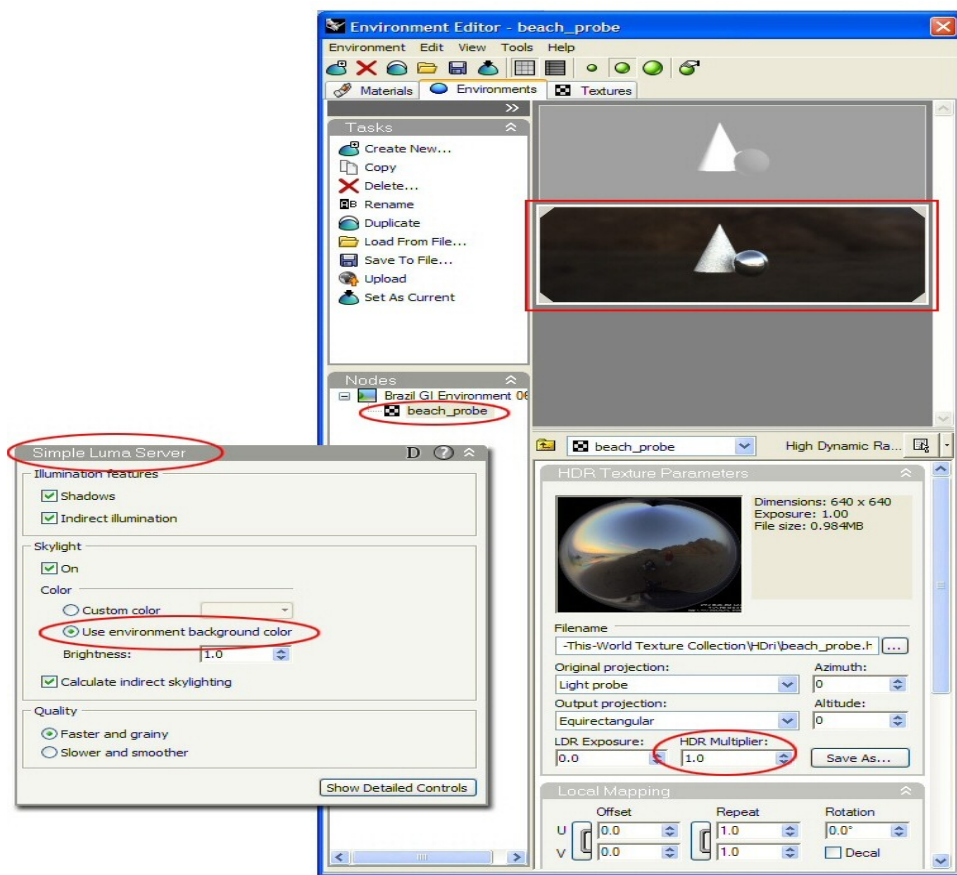 Environment Editor - beach_probe
Environment Edit View Tools Help
Materials Environments Textures
Tasks
Create New...
Copy
Delete...
Rename
Duplicate
Load From File...
Save To File...
Upload
Set As Current
Nodes
Brazil GI Environment 06
beach_probe
Simple Luma Server D ?
Illumination features
Shadows
Indirect illumination
Skylight
On
Color
Custom color
Use environment background color
Brightness: 1.0
Calculate indirect skylighting
Quality
Faster and grainy
Slower and smoother
Show Detailed Controls
beach_probe High Dynamic Ra...
HDR Texture Parameters
Dimensions: 640 x 640
Exposure: 1.00
File size: 0.984MB
Filename
-This-World Texture Collection\HDri\beach_probe.h ...
Original projection: Azimuth:
Light probe 0
Output projection: Altitude:
Equirectangular 0
LDR Exposure: HDR Multiplier:
0.0 1.0 Save As...
Local Mapping
Offset Repeat Rotation
U 0.0 1.0 0.0°
V 0.0 1.0 Decal